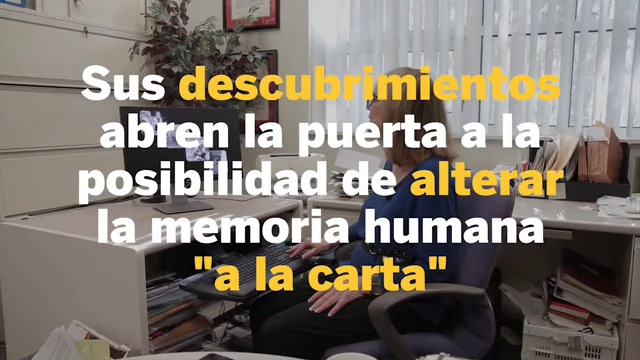 Sus descubrimientos
abren la puerta a la
posibilidad de alterar
la memoria humana
"a la carta"